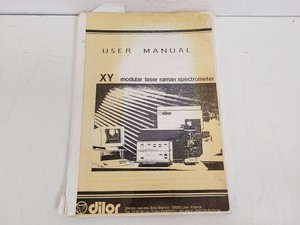 USER MANUAL
XY modular laser raman spectrometer
dilor
dilor